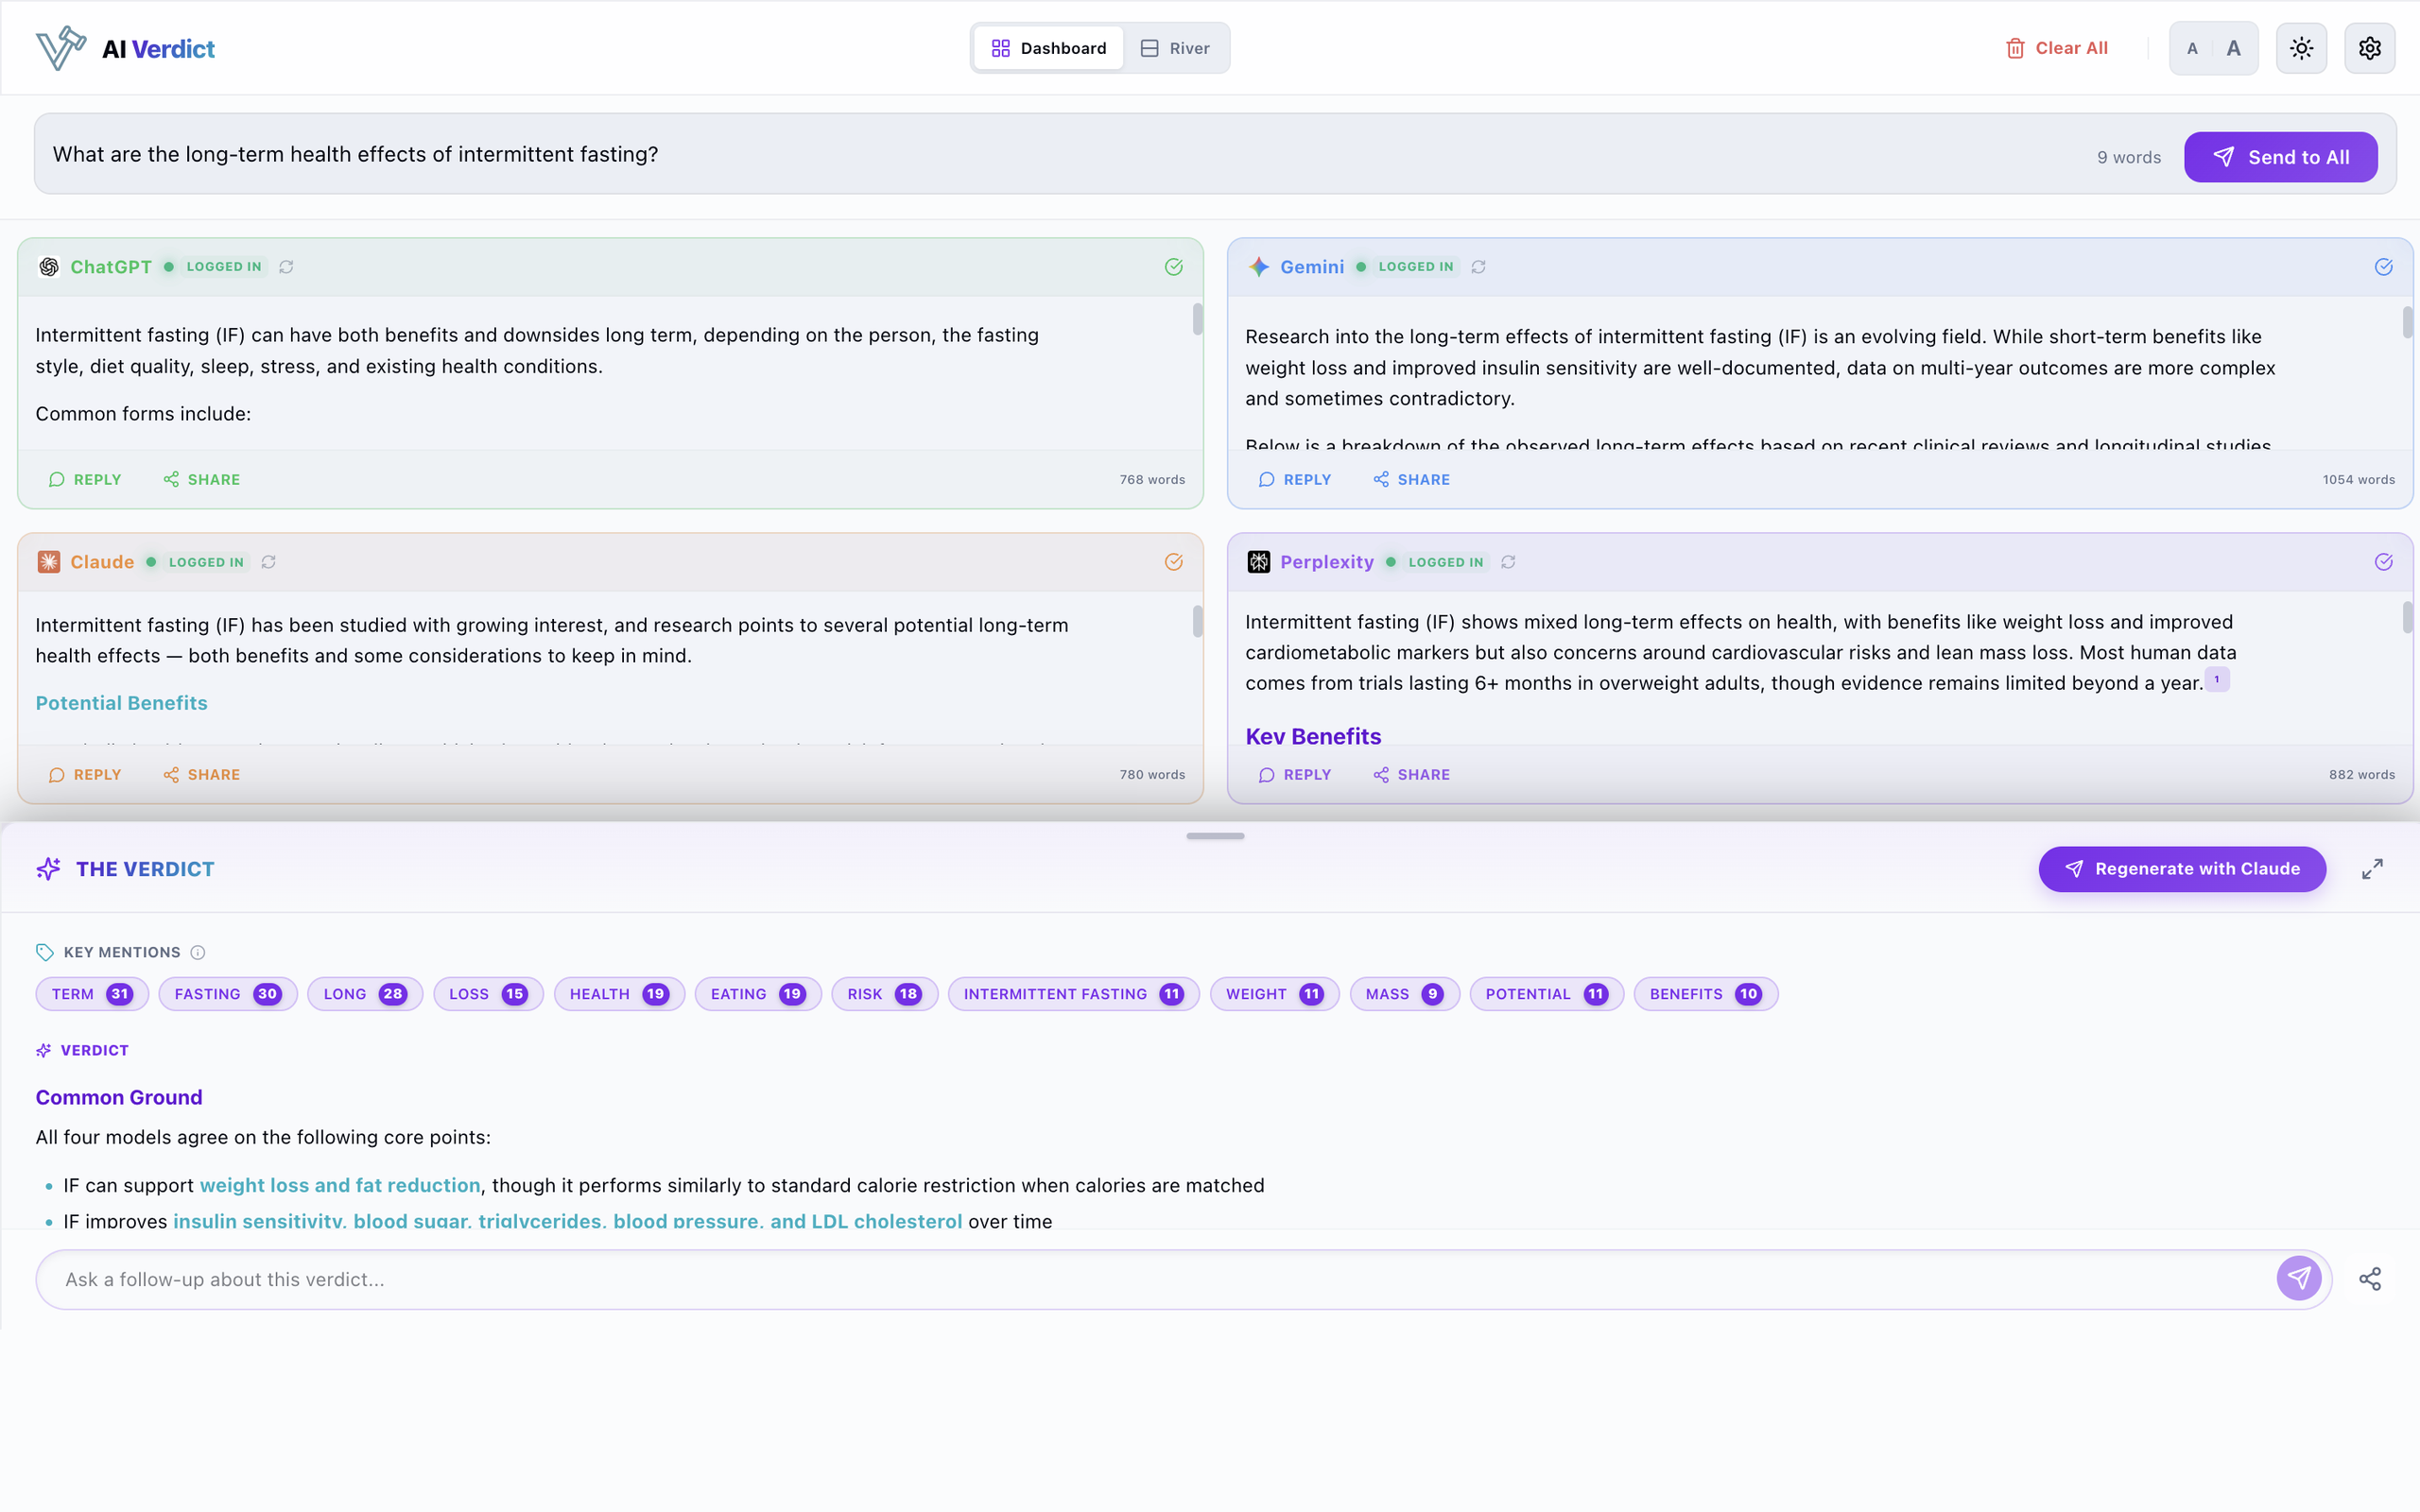 AI Verdict
Dashboard
River
Clear All
A
A
What are the long-term health effects of intermittent fasting?
9 words
Send to All
ChatGPT
LOGGED IN
Intermittent fasting (IF) can have both benefits and downsides long term, depending on the person, the fasting
style, diet quality, sleep, stress, and existing health conditions.
Common forms include:
REPLY
SHARE
768 words
Gemini
LOGGED IN
Research into the long-term effects of intermittent fasting (IF) is an evolving field. While short-term benefits like
weight loss and improved insulin sensitivity are well-documented, data on multi-year outcomes are more complex
and sometimes contradictory.
Below is a breakdown of the observed long-term effects based on recent clinical reviews and longitudinal studies
REPLY
SHARE
1054 words
Claude
LOGGED IN
Intermittent fasting (IF) has been studied with growing interest, and research points to several potential long-term
health effects — both benefits and some considerations to keep in mind.
Potential Benefits
REPLY
SHARE
780 words
Perplexity
LOGGED IN
Intermittent fasting (IF) shows mixed long-term effects on health, with benefits like weight loss and improved
cardiometabolic markers but also concerns around cardiovascular risks and lean mass loss. Most human data
comes from trials lasting 6+ months in overweight adults, though evidence remains limited beyond a year. 1
Key Benefits
REPLY
SHARE
882 words
THE VERDICT
Regenerate with Claude
KEY MENTIONS
TERM 31
FASTING 30
LONG 28
LOSS 15
HEALTH 19
EATING 19
RISK 18
INTERMITTENT FASTING 11
WEIGHT 11
MASS 9
POTENTIAL 11
BENEFITS 10
VERDICT
Common Ground
All four models agree on the following core points:
• IF can support weight loss and fat reduction, though it performs similarly to standard calorie restriction when calories are matched
• IF improves insulin sensitivity, blood sugar, triglycerides, blood pressure, and LDL cholesterol over time
Ask a follow-up about this verdict...